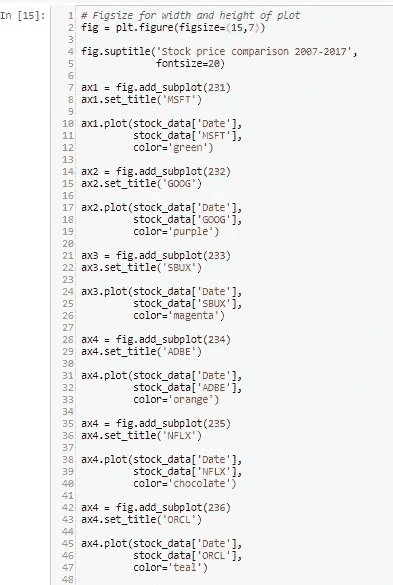 In [15]:
1 # Figsize for width and height of plot
2 fig = plt.figure(figsize=(15,7))
3
4 fig.suptitle('Stock price comparison 2007-2017',
5 fontsize=20)
6
7 ax1 = fig.add_subplot(231)
8 ax1.set_title('MSFT')
9
10 ax1.plot(stock_data['Date'],
11 stock_data['MSFT'],
12 color='green')
13
14 ax2 = fig.add_subplot(232)
15 ax2.set_title('GOOG')
16
17 ax2.plot(stock_data['Date'],
18 stock_data['GOOG'],
19 color='purple')
20
21 ax3 = fig.add_subplot(233)
22 ax3.set_title('SBUX')
23
24 ax3.plot(stock_data['Date'],
25 stock_data['SBUX'],
26 color='magenta')
27
28 ax4 = fig.add_subplot(234)
29 ax4.set_title('ADBE')
30
31 ax4.plot(stock_data['Date'],
32 stock_data['ADBE'],
33 color='orange')
34
35 ax4 = fig.add_subplot(235)
36 ax4.set_title('NFLX')
37
38 ax4.plot(stock_data['Date'],
39 stock_data['NFLX'],
40 color='chocolate')
41
42 ax4 = fig.add_subplot(236)
43 ax4.set_title('ORCL')
44
45 ax4.plot(stock_data['Date'],
46 stock_data['ORCL'],
47 color='teal')
48